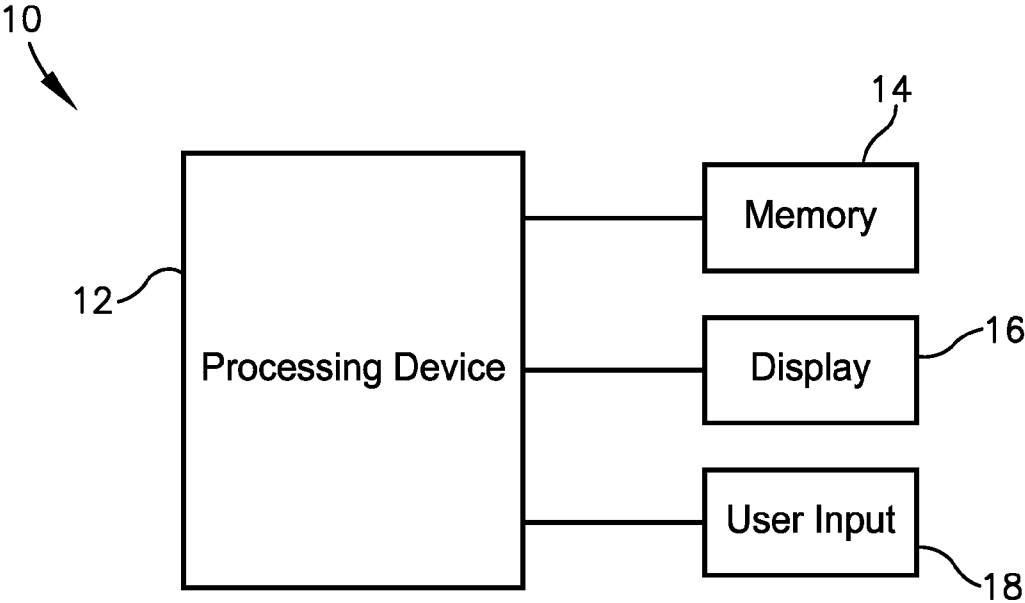 10
14
Memory
12
16
Processing Device
Display
User Input
18